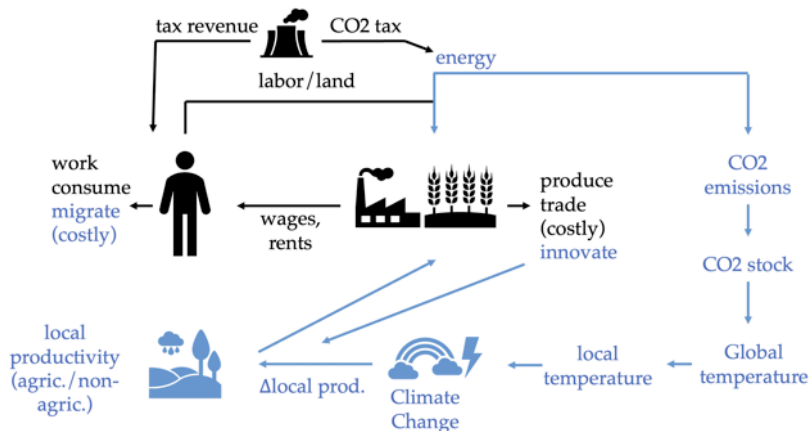 tax revenue
CO2 tax
energy
labor/land
work
consume
migrate
(costly)
wages,
rents
produce
trade
(costly)
innovate
CO2
emissions
CO2 stock
local
productivity
(agric./non-
agric.)
Δlocal prod.
Climate
Change
local
temperature
Global
temperature